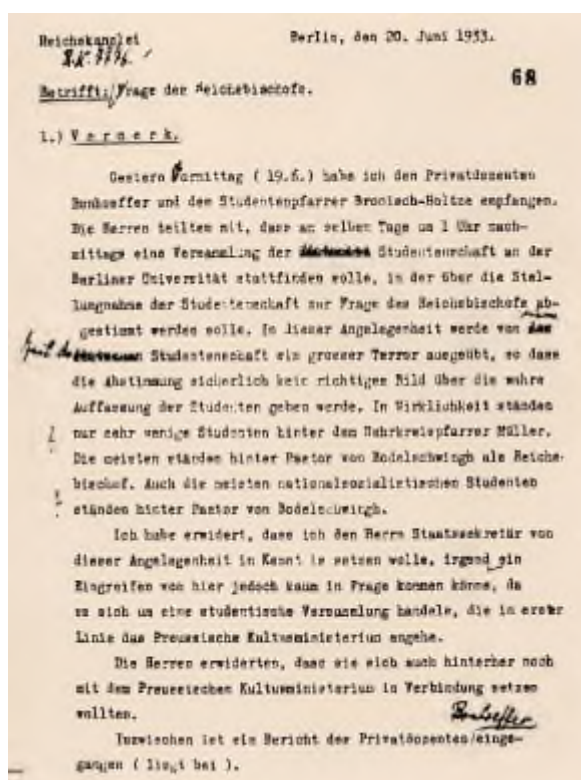 Reichskanzlei Berlin, den 20. Juni 1933.
68
Betrifft: Frage der Reichsbischofs.
1.) Vermerk.
Gestern Vormittag ( 19.6.) habe ich den Privatdozenten
Bonhoeffer und den Studentenpfarrer Bronisch-Holtze empfangen.
Die Herren teilten mit, dass am selben Tage um 1 Uhr nach-
mittags eine Versammlung der Studentenschaft an der
Berliner Universität stattfinden solle, in der über die Stel-
lungnahme der Studentenschaft zur Frage des Reichsbischofs ab-
gestimmt werden solle. In dieser Angelegenheit werde von
Studentenschaft ein grosser Terror ausgeübt, so dass
die Abstimmung sicherlich kein richtiges Bild über die wahre
Auffassung der Studenten geben werde. In Wirklichkeit ständen
nur sehr wenige Studenten hinter dem Wehrkreispfarrer Müller.
Die meisten ständen hinter Pastor von Bodelschwingh als Reichs-
bischof. Auch die meisten nationalsozialistischen Studenten
ständen hinter Pastor von Bodelschwingh.
Ich habe erwidert, dass ich den Herrn Staatssekretär von
dieser Angelegenheit in Kennt is setzen wolle, irgend ein
Eingreifen von hier jedoch kaum in Frage kommen könne, da
es sich um eine studentische Versammlung handele, die in erster
Linie das Preussische Kultusministerium angehe.
Die Herren erwiderten, dass sie sich auch hinterher noch
mit dem Preussischen Kultusministerium in Verbindung setzen
wollten.
Bonhoeffer
Inzwischen ist ein Bericht des Privatdozenten/einge-
gangen ( liegt bei ).